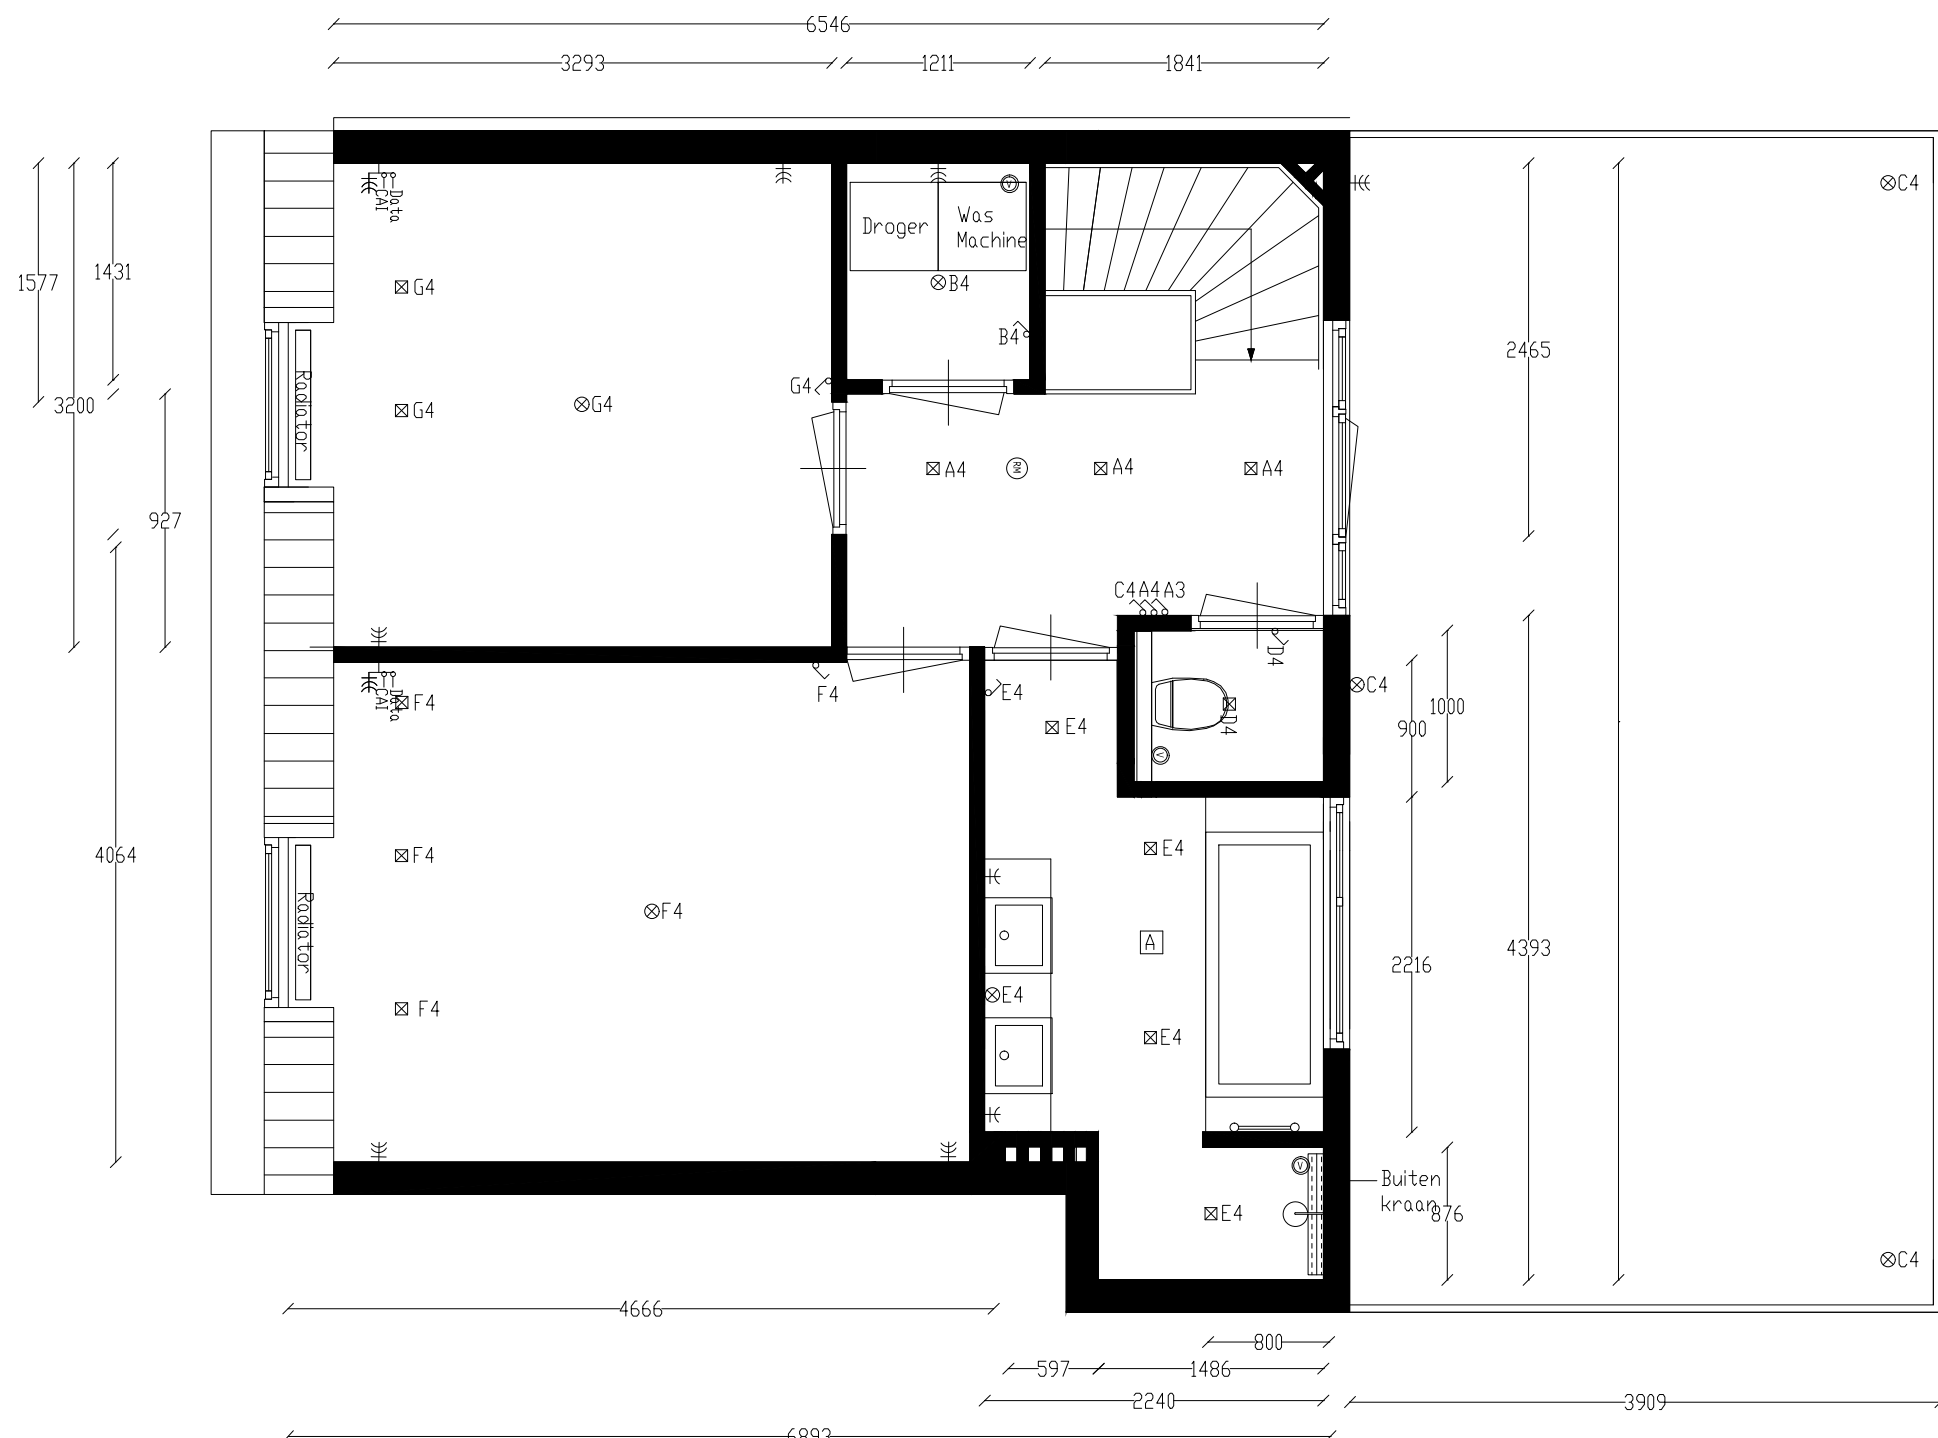 6546
3293
1211
1841
C4
Data
CAI
Droger
Was
Machine
V
1577
1431
G4
B4
B4
2465
3200
Radiator
G4
G4
G4
A4
RM
A4
A4
927
C4A4A3
D4
F4
E4
C4
Data
CAI
F4
D4
E4
1000
900
V
4064
F4
E4
Radiator
F4
A
4393
2216
E4
F4
E4
V
Buiten
kraan
E4
876
C4
4666
800
597
1486
2240
3909
6893